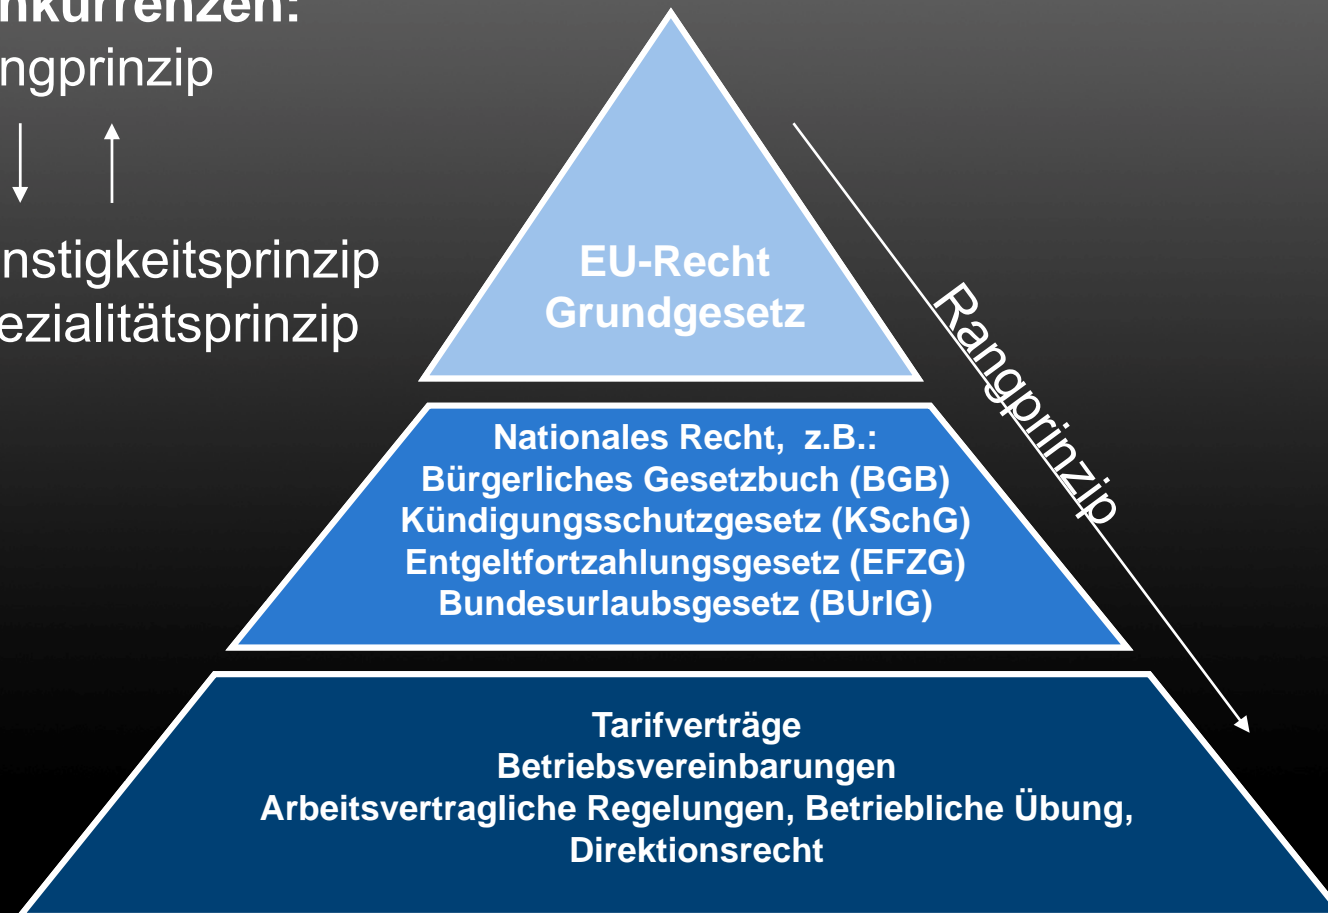 nkurrenzen:
ngprinzip
nstigkeitsprinzip
ezialitätsprinzip
EU-Recht
Grundgesetz
Rangprinzip
Nationales Recht,  z.B.:
Bürgerliches Gesetzbuch (BGB)
Kündigungsschutzgesetz (KSchG)
Entgeltfortzahlungsgesetz (EFZG)
Bundesurlaubsgesetz (BUrlG)
Tarifverträge
Betriebsvereinbarungen
Arbeitsvertragliche Regelungen, Betriebliche Übung,
Direktionsrecht